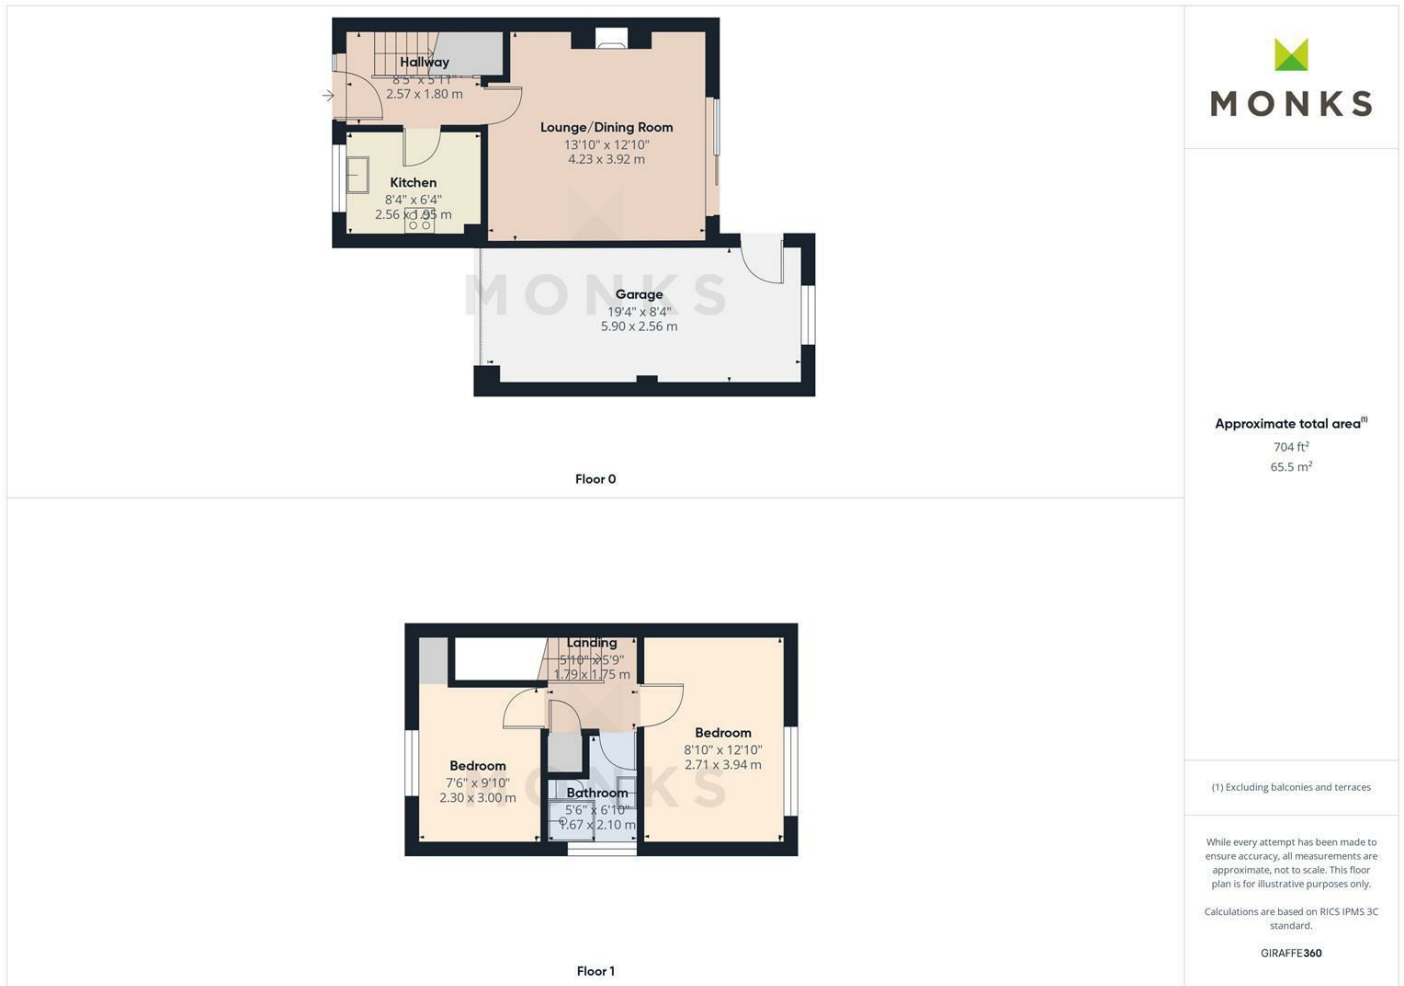 Hallway
8'5" x 5'11"
2.57 x 1.80 m
Lounge/Dining Room
13'10" x 12'10"
4.23 x 3.92 m
Kitchen
8'4" x 6'4"
2.56 x 1.95 m
MONKS
Garage
19'4" x 8'4"
5.90 x 2.56 m
Floor 0
Landing
5'10" x 5'9"
1.79 x 1.75 m
Bedroom
8'10" x 12'10"
2.71 x 3.94 m
Bedroom
7'6" x 9'10"
2.30 x 3.00 m
MONKS
Bathroom
5'6" x 6'10"
1.67 x 2.10 m
Floor 1
MONKS
Approximate total area(1)
704 ft²
65.5 m²
(1) Excluding balconies and terraces
While every attempt has been made to
ensure accuracy, all measurements are
approximate, not to scale. This floor
plan is for illustrative purposes only.
Calculations are based on RICS IPMS 3C
standard.
GIRAFFE360